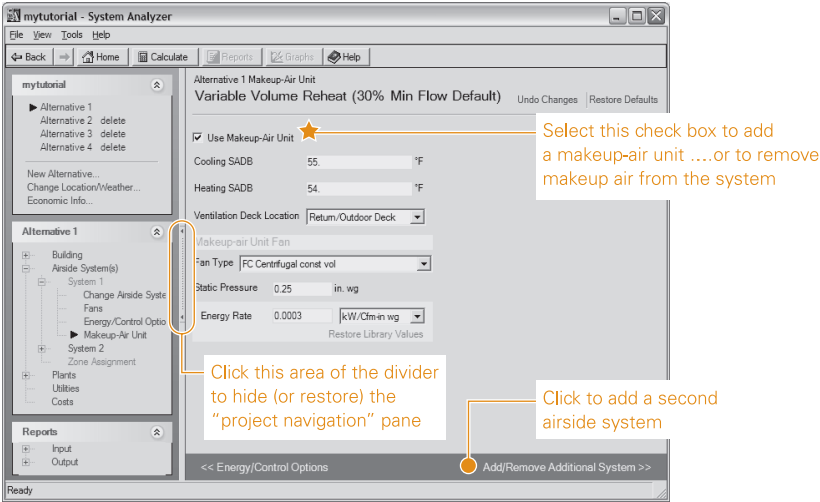 mytutorial - System Analyzer
File View Tools Help
Back Home Calculate Reports Graphs Help
mytutorial
Alternative 1
Alternative 2 delete
Alternative 3 delete
Alternative 4 delete
New Alternative...
Change Location/Weather...
Economic Info...
Alternative 1
Building
Airside System(s)
System 1
Change Airside Syste
Fans
Energy/Control Optio
Makeup-Air Unit
System 2
Zone Assignment
Plants
Utilities
Costs
Reports
Input
Output
Alternative 1 Makeup-Air Unit
Variable Volume Reheat (30% Min Flow Default)
Undo Changes Restore Defaults
Use Makeup-Air Unit
Cooling SADB 55. °F
Heating SADB 54. °F
Ventilation Deck Location Return/Outdoor Deck
Makeup-air Unit Fan
Fan Type FC Centrifugal const vol
Static Pressure 0.25 in. wg
Energy Rate 0.0003 kW/Cfm-in wg
Restore Library Values
Select this check box to add
a makeup-air unit ....or to remove
makeup air from the system
Click this area of the divider
to hide (or restore) the
“project navigation” pane
Click to add a second
airside system
<< Energy/Control Options
Add/Remove Additional System >>
Ready